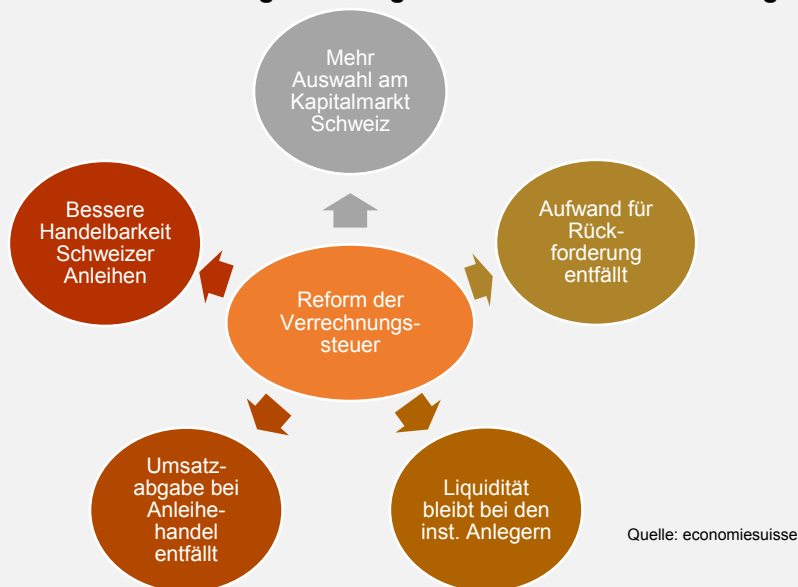 Mehr
Auswahl am
Kapitalmarkt
Schweiz
Bessere
Handelbarkeit
Schweizer
Anleihen
Aufwand für
Rück-
forderung
entfällt
Reform der
Verrechnungs-
steuer
Umsatz-
abgabe bei
Anleihe-
handel
entfällt
Liquidität
bleibt bei den
inst. Anlegern
Quelle: economiesuisse